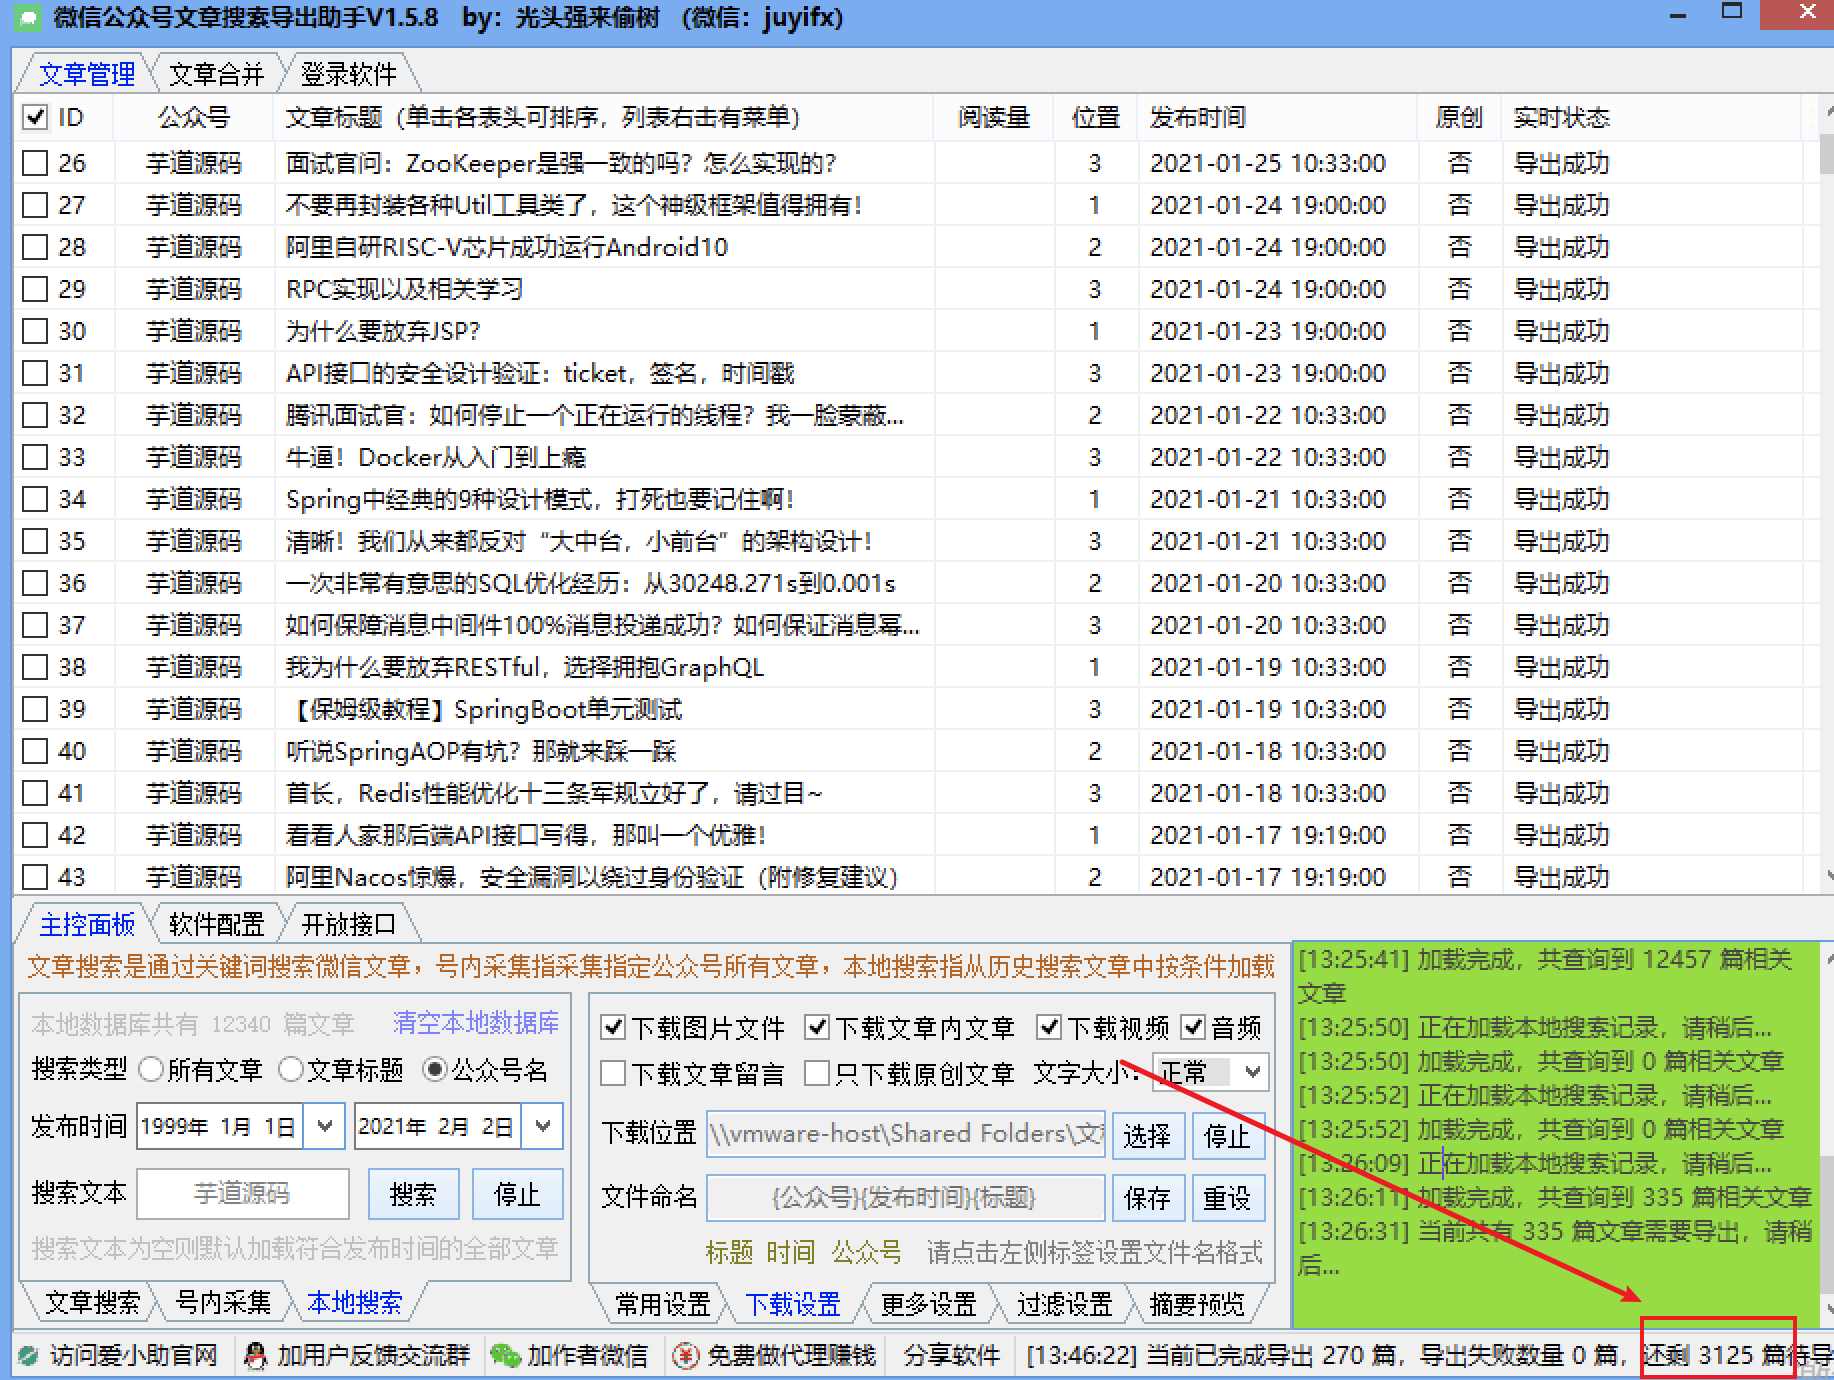 微信公众号文章搜索导出助手V1.5.8 by：光头强来偷树 （微信：juyifx）
文章管理 文章合并 登录软件
ID 公众号 文章标题（单击各表头可排序，列表右击有菜单） 阅读量 位置 发布时间 原创 实时状态
26 芋道源码 面试官问：ZooKeeper是强一致的吗？怎么实现的？ 3 2021-01-25 10:33:00 否 导出成功
27 芋道源码 不要再封装各种Util工具类了，这个神级框架值得拥有！ 1 2021-01-24 19:00:00 否 导出成功
28 芋道源码 阿里自研RISC-V芯片成功运行Android10 2 2021-01-24 19:00:00 否 导出成功
29 芋道源码 RPC实现以及相关学习 3 2021-01-24 19:00:00 否 导出成功
30 芋道源码 为什么要放弃JSP？ 1 2021-01-23 19:00:00 否 导出成功
31 芋道源码 API接口的安全设计验证：ticket，签名，时间戳 3 2021-01-23 19:00:00 否 导出成功
32 芋道源码 腾讯面试官：如何停止一个正在运行的线程？我一脸蒙蔽... 2 2021-01-22 10:33:00 否 导出成功
33 芋道源码 牛逼！Docker从入门到上瘾 3 2021-01-22 10:33:00 否 导出成功
34 芋道源码 Spring中经典的9种设计模式，打死也要记住啊！ 1 2021-01-21 10:33:00 否 导出成功
35 芋道源码 清晰！我们从来都反对“大中台，小前台”的架构设计！ 3 2021-01-21 10:33:00 否 导出成功
36 芋道源码 一次非常有意思的SQL优化经历：从30248.271s到0.001s 2 2021-01-20 10:33:00 否 导出成功
37 芋道源码 如何保障消息中间件100%消息投递成功？如何保证消息幂... 3 2021-01-20 10:33:00 否 导出成功
38 芋道源码 我为什么要放弃RESTful，选择拥抱GraphQL 1 2021-01-19 10:33:00 否 导出成功
39 芋道源码 【保姆级教程】SpringBoot单元测试 3 2021-01-19 10:33:00 否 导出成功
40 芋道源码 听说SpringAOP有坑？那就来踩一踩 2 2021-01-18 10:33:00 否 导出成功
41 芋道源码 首长，Redis性能优化十三条军规立好了，请过目~ 3 2021-01-18 10:33:00 否 导出成功
42 芋道源码 看看人家那后端API接口写得，那叫一个优雅！ 1 2021-01-17 19:19:00 否 导出成功
43 芋道源码 阿里Nacos惊爆，安全漏洞以绕过身份验证（附修复建议） 2 2021-01-17 19:19:00 否 导出成功
主控面板 软件配置 开放接口
文章搜索是通过关键词搜索微信文章，号内采集指采集指定公众号所有文章，本地搜索指从历史搜索文章中按条件加载
本地数据库共有 12340 篇文章 清空本地数据库
搜索类型 所有文章 文章标题 公众号名
发布时间 1999年 1月 1日 2021年 2月 2日
搜索文本 芋道源码 搜索 停止
搜索文本为空则默认加载符合发布时间的全部文章
文章搜索 号内采集 本地搜索
下载图片文件 下载文章内文章 下载视频 音频
下载文章留言 只下载原创文章 文字大小： 正常
下载位置 \\vmware-host\Shared Folders\文 选择 停止
文件命名 {公众号}{发布时间}{标题} 保存 重设
标题 时间 公众号 请点击左侧标签设置文件名格式
常用设置 下载设置 更多设置 过滤设置 摘要预览
[13:25:41] 加载完成，共查询到 12457 篇相关
文章
[13:25:50] 正在加载本地搜索记录，请稍后...
[13:25:50] 加载完成，共查询到 0 篇相关文章
[13:25:52] 正在加载本地搜索记录，请稍后...
[13:25:52] 加载完成，共查询到 0 篇相关文章
[13:26:09] 正在加载本地搜索记录，请稍后...
[13:26:11] 加载完成，共查询到 335 篇相关文章
[13:26:31] 当前共有 335 篇文章需要导出，请稍
后...
访问爱小助官网 加用户反馈交流群 加作者微信 免费做代理赚钱 分享软件 [13:46:22] 当前已完成导出 270 篇，导出失败数量 0 篇，还剩 3125 篇待导